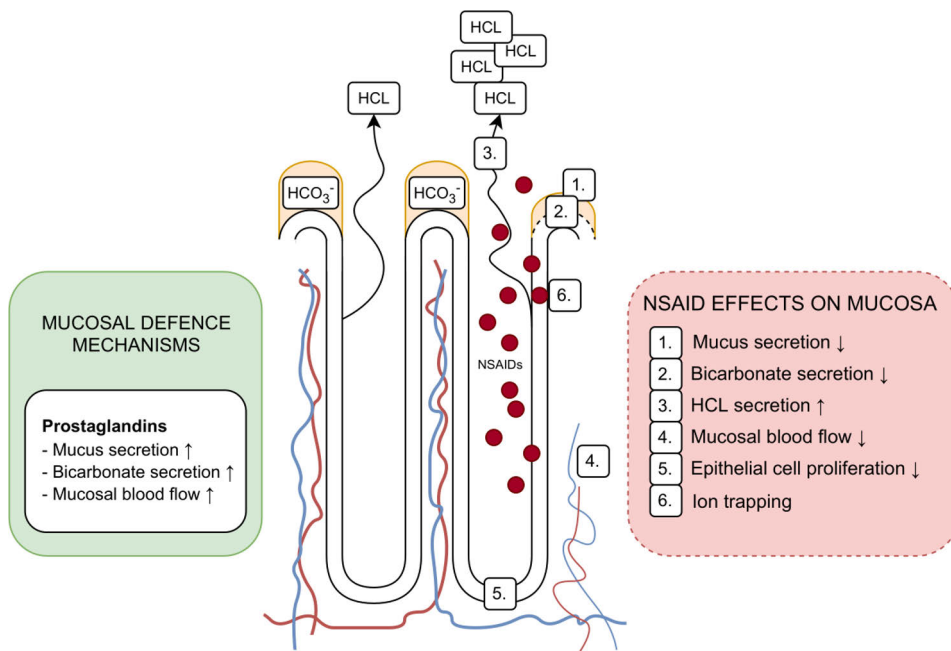 HCL
HCL
HCL
HCL
HCL
3.
HCO₃⁻
HCO₃⁻
1.
2.
6.
NSAIDs
4.
5.
MUCOSAL DEFENCE
MECHANISMS
Prostaglandins
- Mucus secretion ↑
- Bicarbonate secretion ↑
- Mucosal blood flow ↑
NSAID EFFECTS ON MUCOSA
1. Mucus secretion ↓
2. Bicarbonate secretion ↓
3. HCL secretion ↑
4. Mucosal blood flow ↓
5. Epithelial cell proliferation ↓
6. Ion trapping